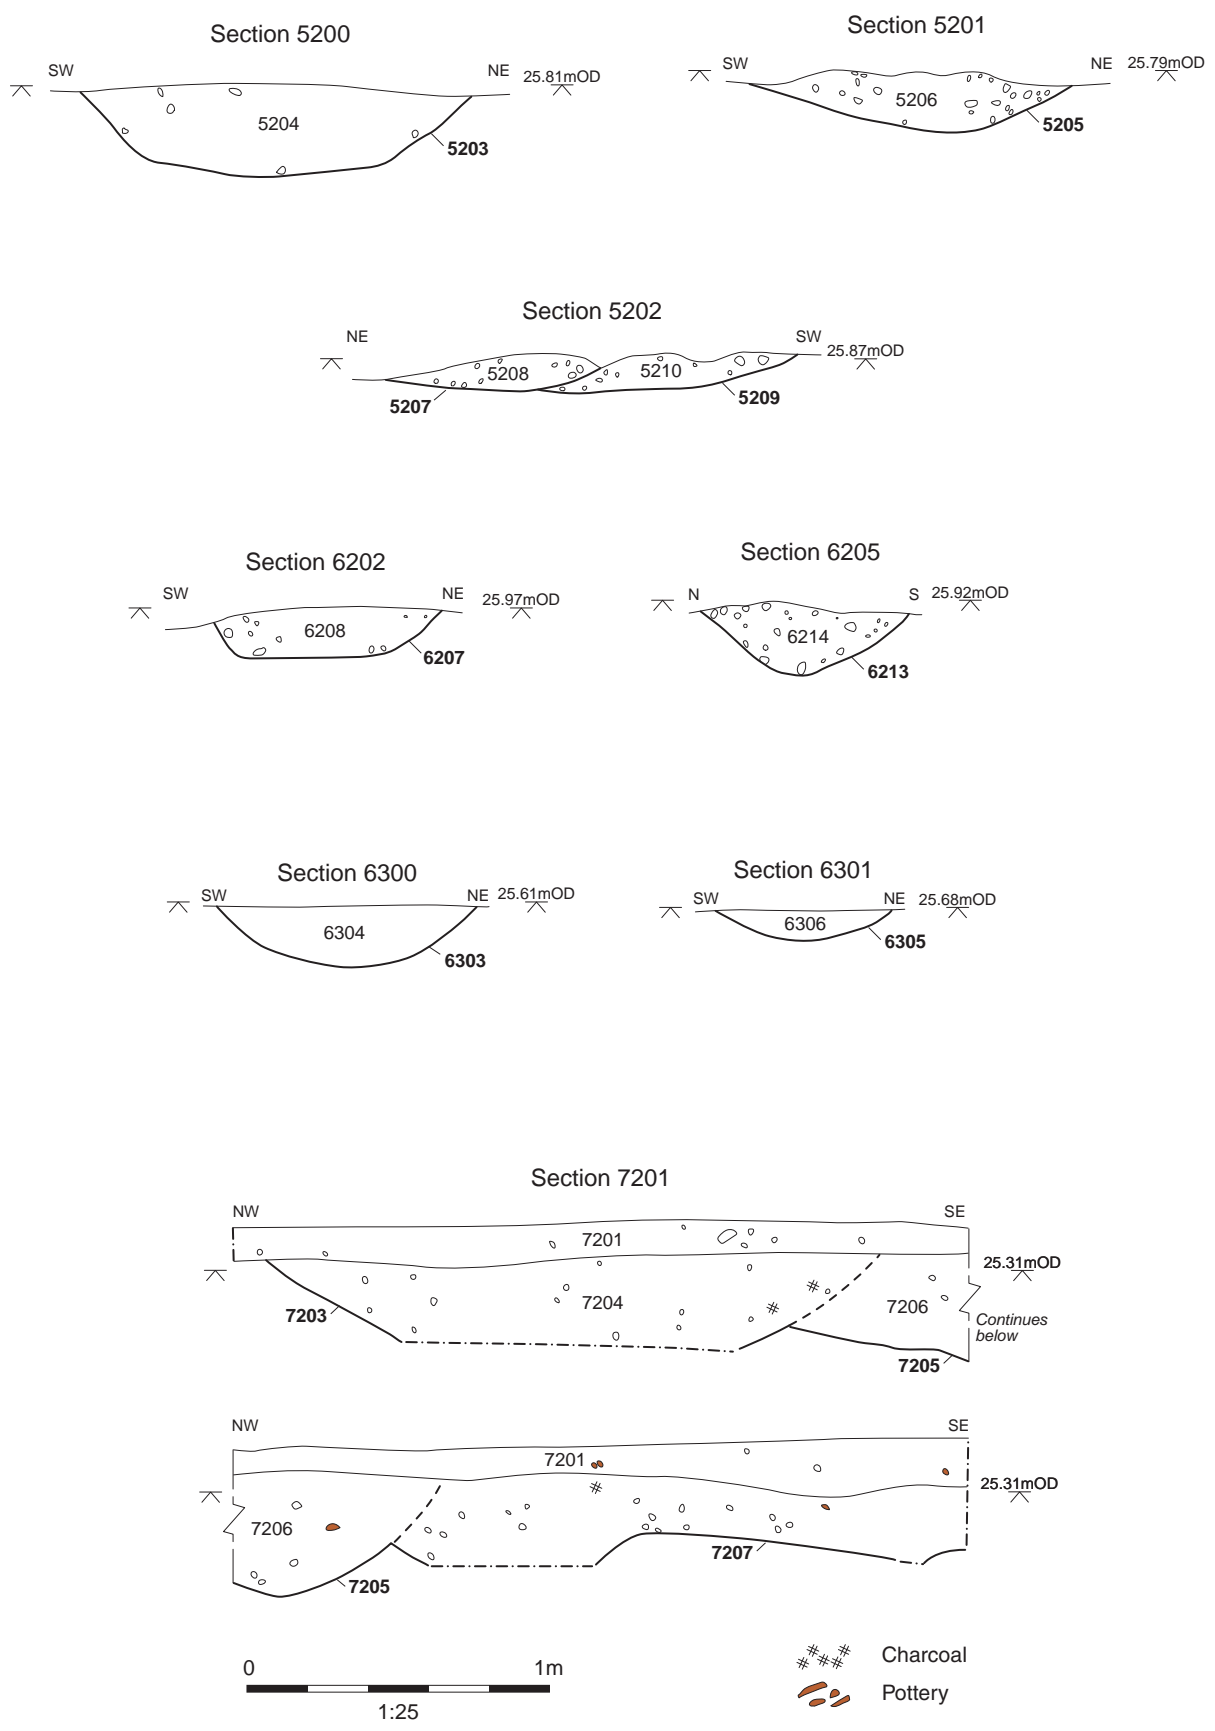 Section 5200
SW
NE
25.81mOD
5204
5203
Section 5201
SW
NE
25.79mOD
5206
5205
Section 5202
NE
SW
25.87mOD
5208
5210
5207
5209
Section 6202
SW
NE
25.97mOD
6208
6207
Section 6205
N
S
25.92mOD
6214
6213
Section 6300
SW
NE
25.61mOD
6304
6303
Section 6301
SW
NE
25.68mOD
6306
6305
Section 7201
NW
SE
7201
25.31mOD
7204
7203
7206
Continues
below
7205
NW
SE
7201
25.31mOD
7206
7207
7205
0
1m
1:25
Charcoal
Pottery